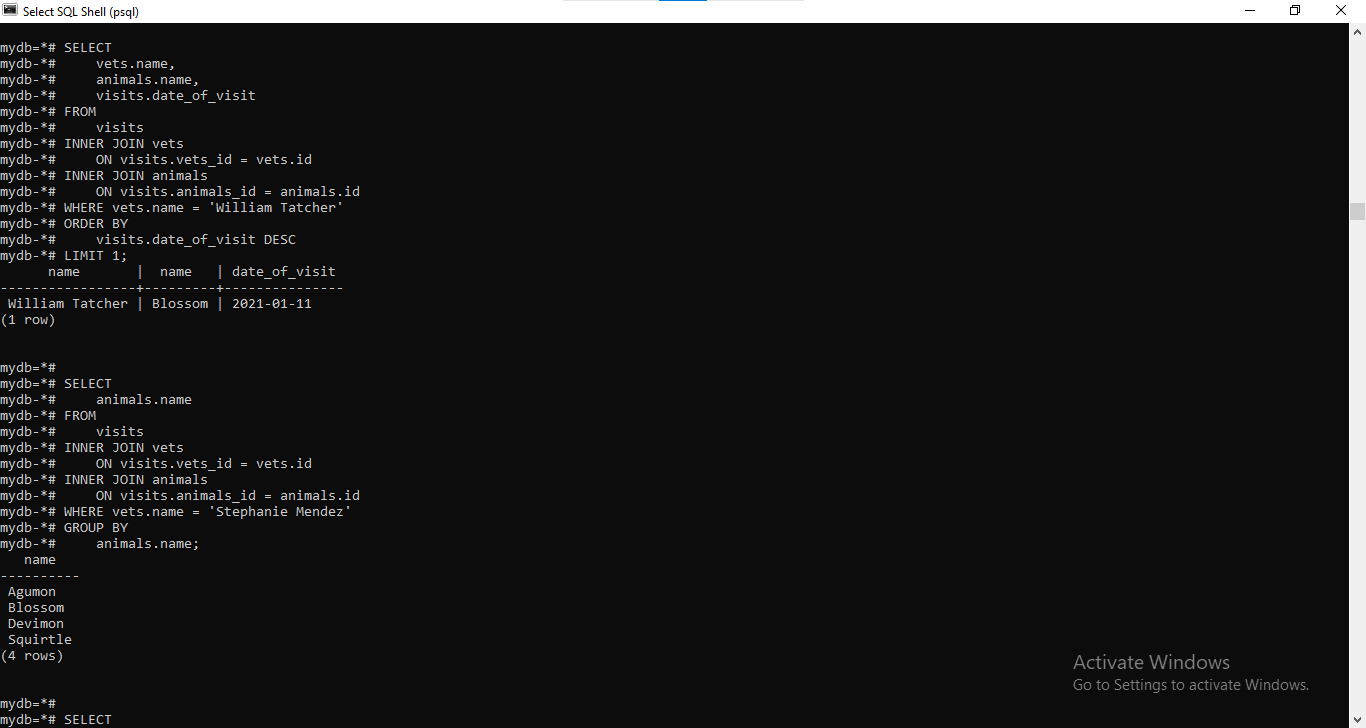 Select SQL Shell (psql)
mydb=*# SELECT
mydb-*#     vets.name,
mydb-*#     animals.name,
mydb-*#     visits.date_of_visit
mydb-*# FROM
mydb-*#     visits
mydb-*# INNER JOIN vets
mydb-*#     ON visits.vets_id = vets.id
mydb-*# INNER JOIN animals
mydb-*#     ON visits.animals_id = animals.id
mydb-*# WHERE vets.name = 'William Tatcher'
mydb-*# ORDER BY
mydb-*#     visits.date_of_visit DESC
mydb-*# LIMIT 1;
      name       |  name   | date_of_visit
-----------------+---------+---------------
 William Tatcher | Blossom | 2021-01-11
(1 row)
mydb=*#
mydb=*# SELECT
mydb-*#     animals.name
mydb-*# FROM
mydb-*#     visits
mydb-*# INNER JOIN vets
mydb-*#     ON visits.vets_id = vets.id
mydb-*# INNER JOIN animals
mydb-*#     ON visits.animals_id = animals.id
mydb-*# WHERE vets.name = 'Stephanie Mendez'
mydb-*# GROUP BY
mydb-*#     animals.name;
   name
----------
 Agumon
 Blossom
 Devimon
 Squirtle
(4 rows)
mydb=*#
mydb=*# SELECT
Activate Windows
Go to Settings to activate Windows.